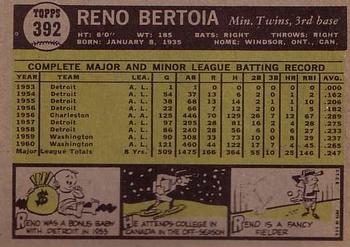 TOPPS
392
RENO BERTOIA Min. Twins, 3rd base
HT: 6'0" WT: 185 BATS: RIGHT THROWS: RIGHT
BORN: JANUARY 8, 1935 HOME: WINDSOR, ONT., CAN.
COMPLETE MAJOR AND MINOR LEAGUE BATTING RECORD
YEAR TEAM LEA. G AB R H 2B 3B HR RBI AVG.
1953 Detroit A. L. 1 1 0 0 0 0 0 0 .000
1954 Detroit A. L. 54 37 13 6 2 0 1 2 .162
1955 Detroit A. L. 38 68 13 14 2 1 1 10 .206
1956 Detroit A. L. 22 66 7 12 2 0 1 5 .182
1956 Charleston A. A. 125 446 70 129 26 7 12 67 .289
1957 Detroit A. L. 97 295 28 81 16 2 4 28 .275
1958 Detroit A. L. 86 240 28 56 6 0 6 27 .233
1959 Washington A. L. 90 308 33 73 10 0 8 29 .237
1960 Washington A. L. 121 460 44 122 17 7 4 45 .265
Major League Totals 8 Yrs. 509 1475 166 364 55 10 25 146 .247
RENO WAS A BONUS BABY
WITH DETROIT IN 1953
HE ATTENDS COLLEGE IN
CANADA IN THE OFF-SEASON
RENO IS A FANCY
FIELDER